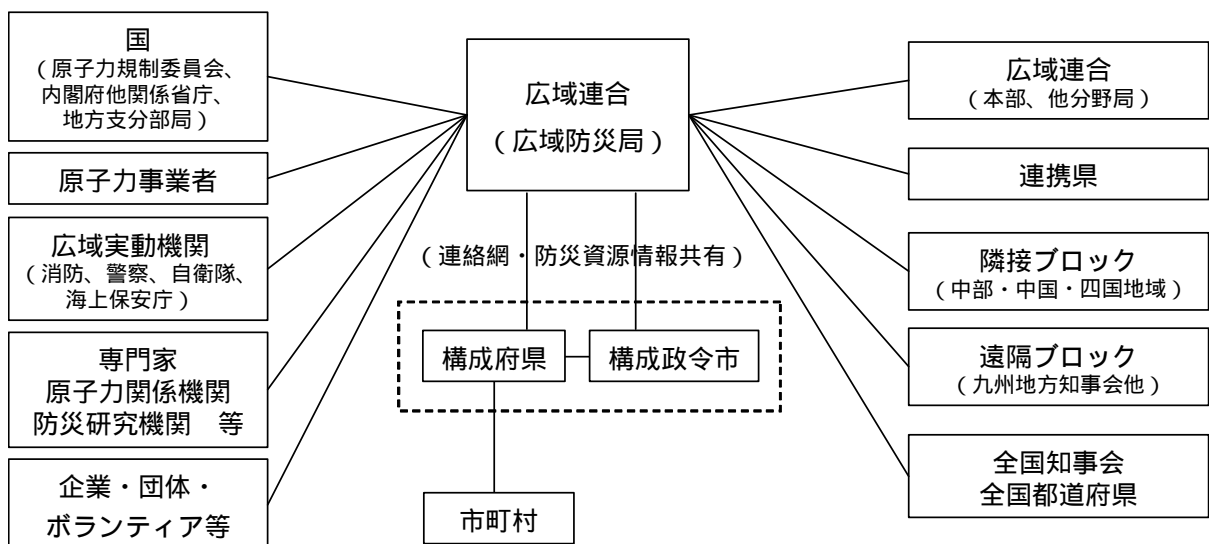 国
（原子力規制委員会、
内閣府他関係省庁、
地方支分部局）
原子力事業者
広域実動機関
（消防、警察、自衛隊、
海上保安庁）
専門家
原子力関係機関
防災研究機関　等
企業・団体・
ボランティア等
広域連合
（広域防災局）
（連絡網・防災資源情報共有）
構成府県
構成政令市
市町村
広域連合
（本部、他分野局）
連携県
隣接ブロック
（中部・中国・四国地域）
遠隔ブロック
（九州地方知事会他）
全国知事会
全国都道府県